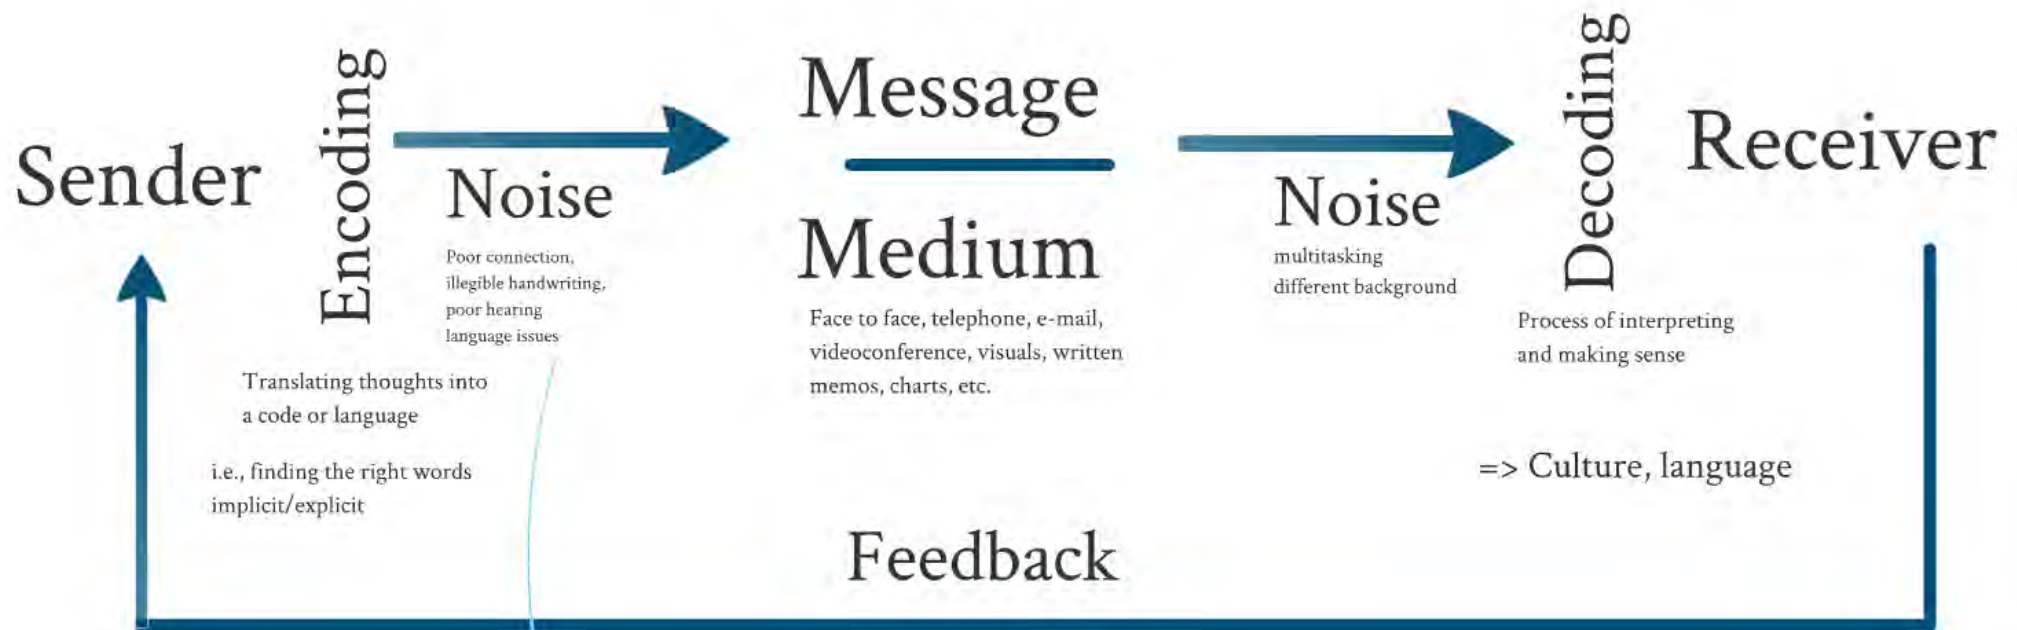 Sender
Encoding
Translating thoughts into
a code or language
i.e., finding the right words
implicit/explicit
Noise
Poor connection,
illegible handwriting,
poor hearing
language issues
Message
Medium
Face to face, telephone, e-mail,
videoconference, visuals, written
memos, charts, etc.
Noise
multitasking
different background
Decoding
Process of interpreting
and making sense
=> Culture, language
Receiver
Feedback